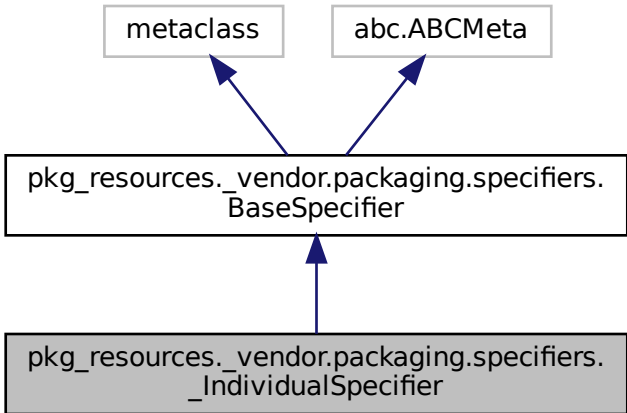 metaclass
abc.ABCMeta
pkg_resources._vendor.packaging.specifiers.
BaseSpecifier
pkg_resources._vendor.packaging.specifiers.
_IndividualSpecifier